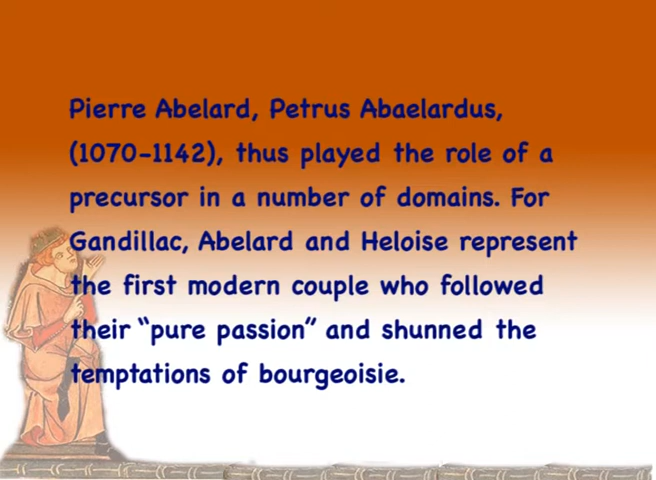 Pierre Abelard, Petrus Abaelardus,
(1070-1142), thus played the role of a
precursor in a number of domains. For
Gandillac, Abelard and Heloise represent
the first modern couple who followed
their “pure passion” and shunned the
temptations of bourgeoisie.